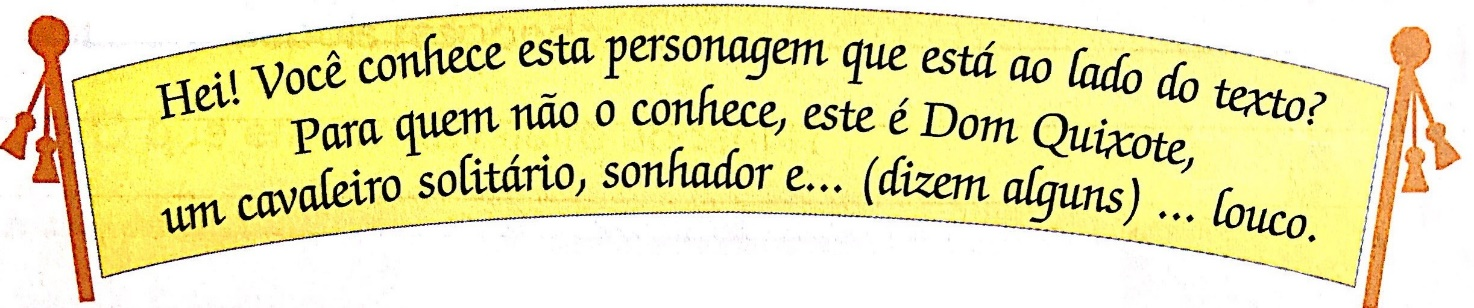 Hei! Você conhece esta personagem que está ao lado do texto?
Para quem não o conhece, este é Dom Quixote,
um cavaleiro solitário, sonhador e... (dizem alguns) ... louco.